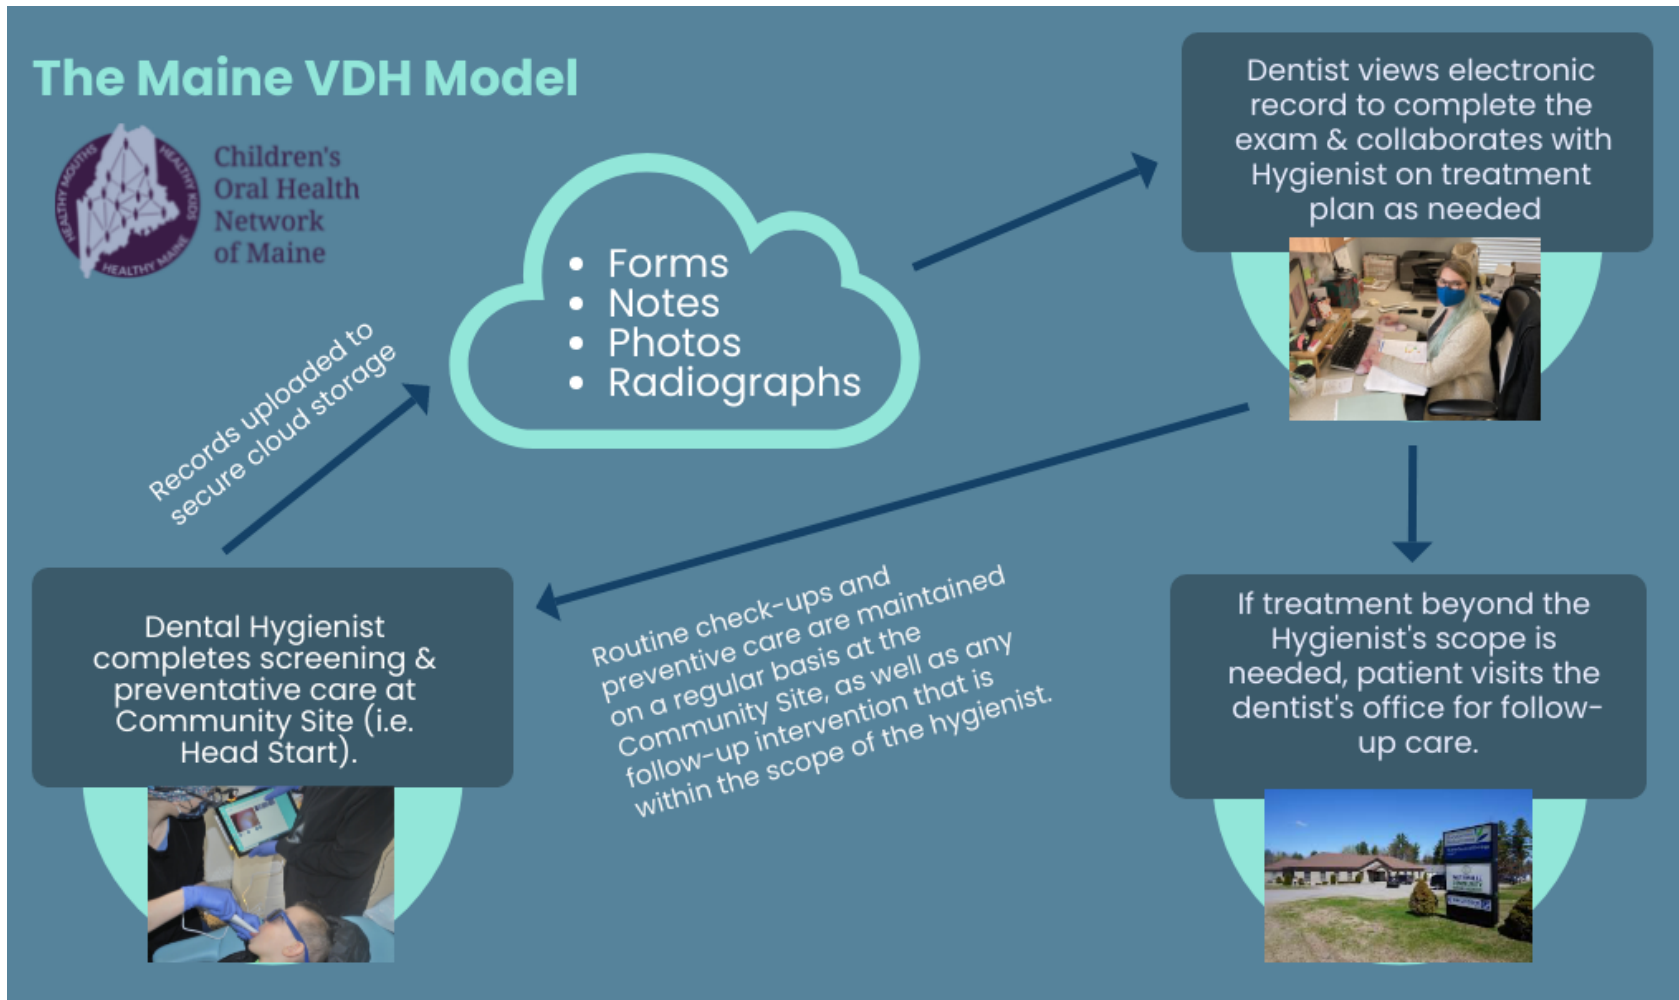 The Maine VDH Model
HEALTHY MOUTHS
HEALTHY KIDS
HEALTHY MAINE
Children's
Oral Health
Network
of Maine
Dentist views electronic
record to complete the
exam & collaborates with
Hygienist on treatment
plan as needed
• Forms
• Notes
• Photos
• Radiographs
Records uploaded to
secure cloud storage
Dental Hygienist
completes screening &
preventative care at
Community Site (i.e.
Head Start).
Routine check-ups and
preventive care are maintained
on a regular basis at the
Community Site, as well as any
follow-up intervention that is
within the scope of the hygienist.
If treatment beyond the
Hygienist's scope is
needed, patient visits the
dentist's office for follow-
up care.